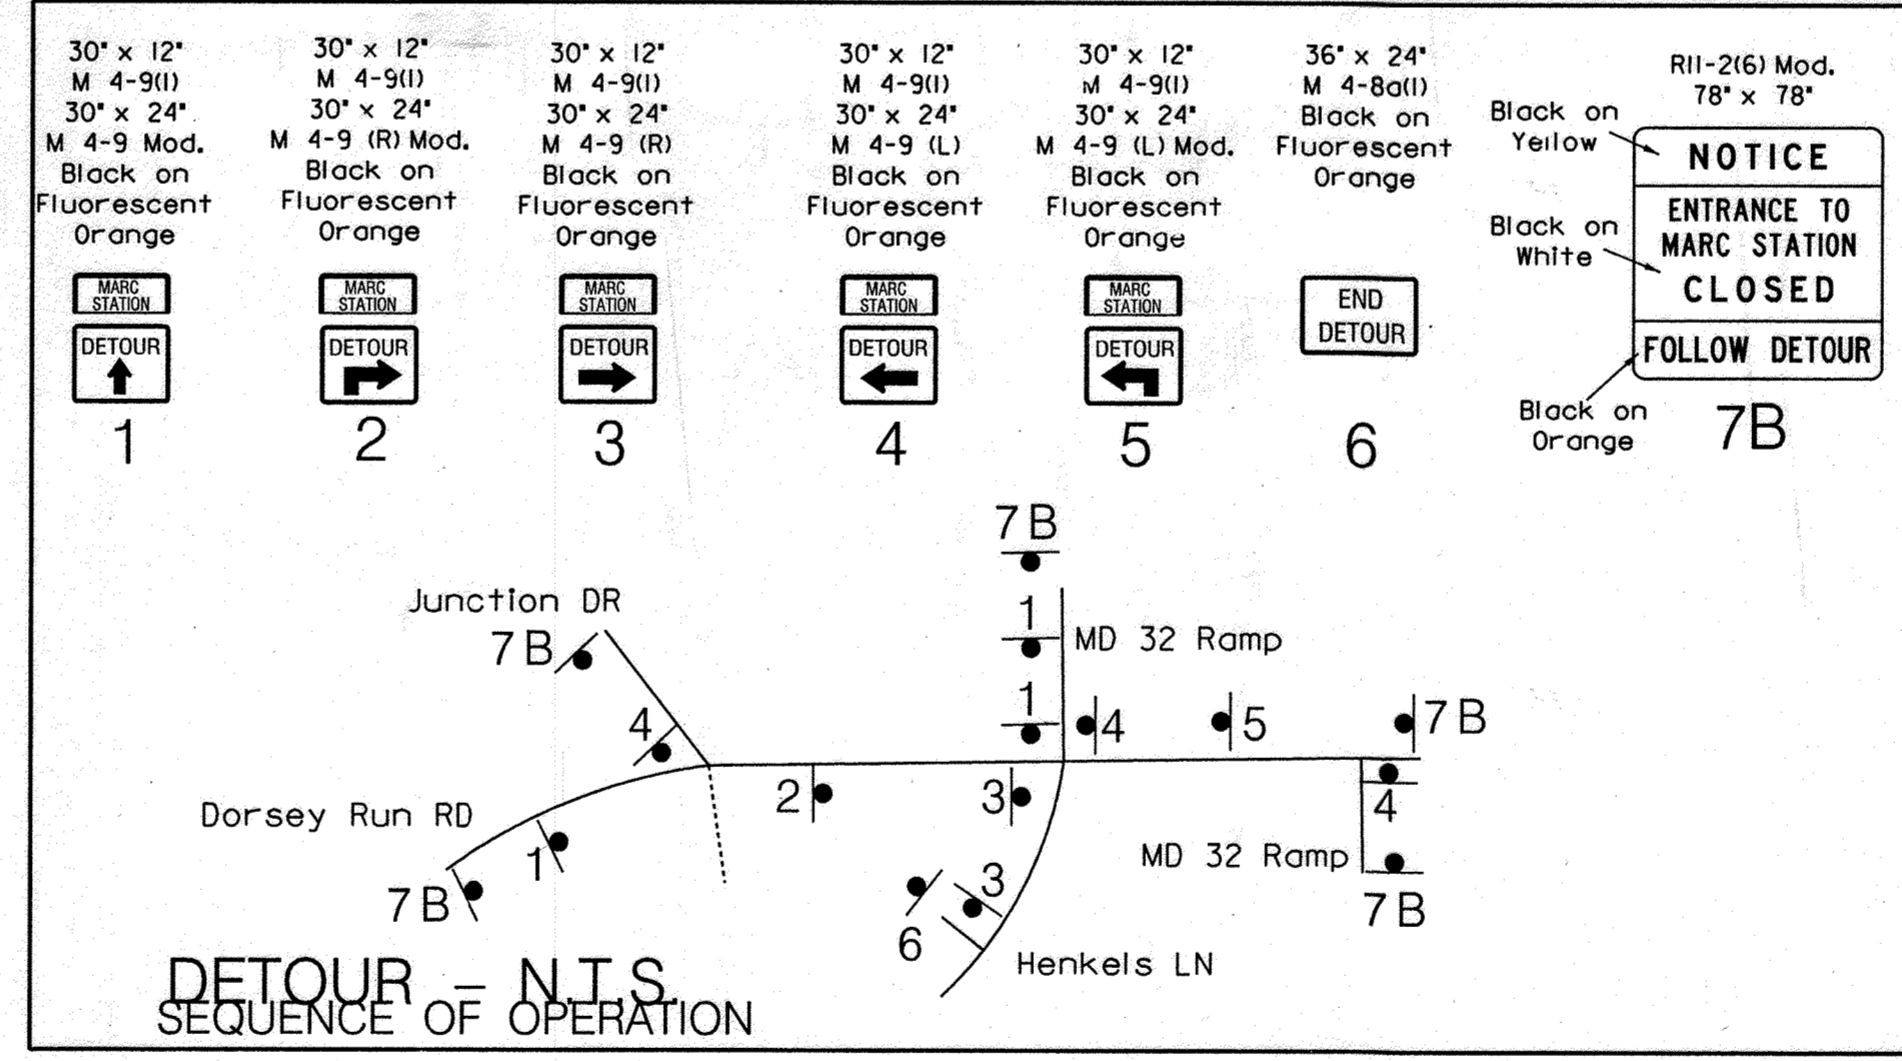 30" x 12"
M 4-9(1)
30" x 24"
M 4-9 Mod.
Black on
Fluorescent
Orange
MARC
STATION
DETOUR
1
30" x 12"
M 4-9(1)
30" x 24"
M 4-9 (R) Mod.
Black on
Fluorescent
Orange
MARC
STATION
DETOUR
2
30" x 12"
M 4-9(1)
30" x 24"
M 4-9 (R)
Black on
Fluorescent
Orange
MARC
STATION
DETOUR
3
30" x 12"
M 4-9(1)
30" x 24"
M 4-9 (L)
Black on
Fluorescent
Orange
MARC
STATION
DETOUR
4
30" x 12"
M 4-9(1)
30" x 24"
M 4-9 (L) Mod.
Black on
Fluorescent
Orange
MARC
STATION
DETOUR
5
36" x 24"
M 4-8a(1)
Black on
Fluorescent
Orange
END
DETOUR
6
R11-2(6) Mod.
78" x 78"
Black on
Yellow
NOTICE
ENTRANCE TO
MARC STATION
CLOSED
Black on
White
FOLLOW DETOUR
Black on
Orange
7B
7B
Junction DR
7B
1
MD 32 Ramp
4
1
4
5
7B
Dorsey Run RD
2
3
4
1
MD 32 Ramp
7B
3
7B
6
Henkels LN
DETOUR - N.T.S.
SEQUENCE OF OPERATION